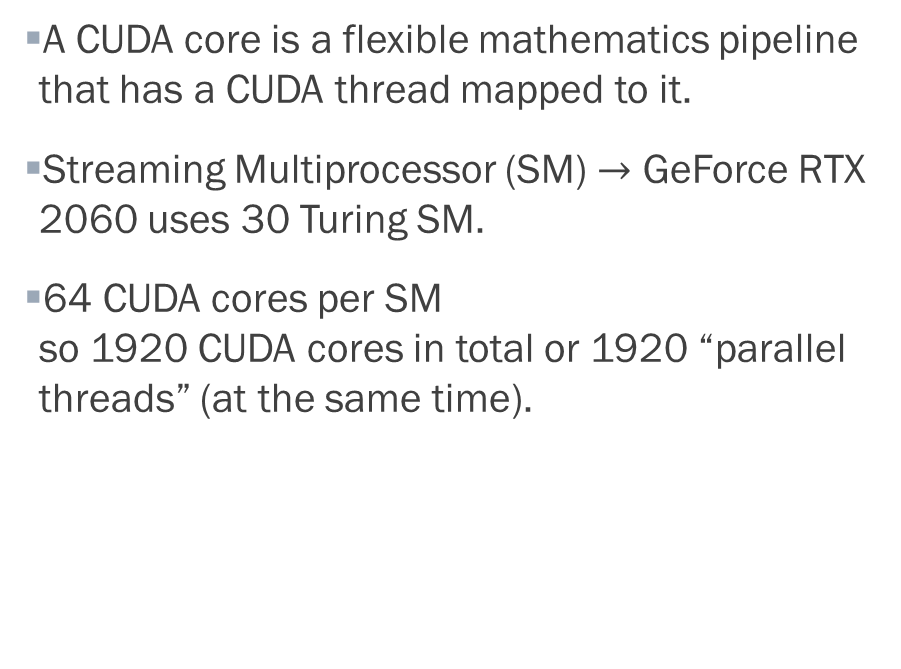 ▪A CUDA core is a flexible mathematics pipeline
that has a CUDA thread mapped to it.
▪Streaming Multiprocessor (SM) → GeForce RTX
2060 uses 30 Turing SM.
▪64 CUDA cores per SM
so 1920 CUDA cores in total or 1920 “parallel
threads” (at the same time).